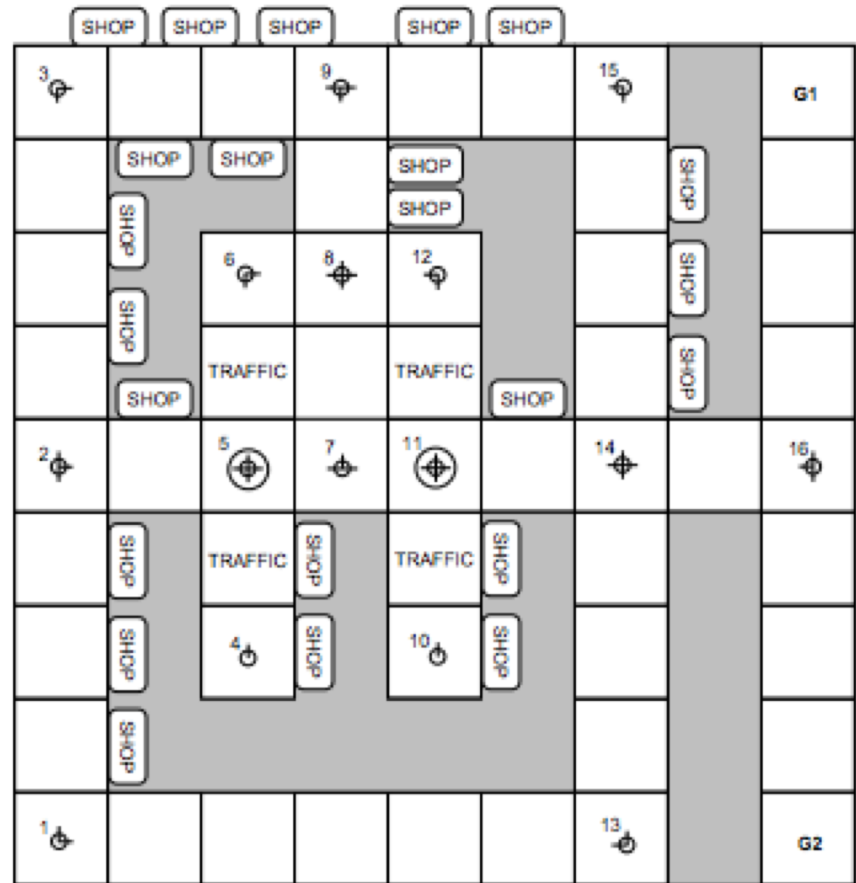 SHOP SHOP SHOP SHOP SHOP
3 9 15 G1
SHOP SHOP SHOP SHOP
SHOP
SHOP
6 8 12 SHOP
SHOP
TRAFFIC TRAFFIC SHOP
SHOP SHOP
2 5 7 11 14 16
SHOP TRAFFIC SHOP TRAFFIC SHOP
SHOP 4 SHOP 10 SHOP
SHOP
1 13 G2